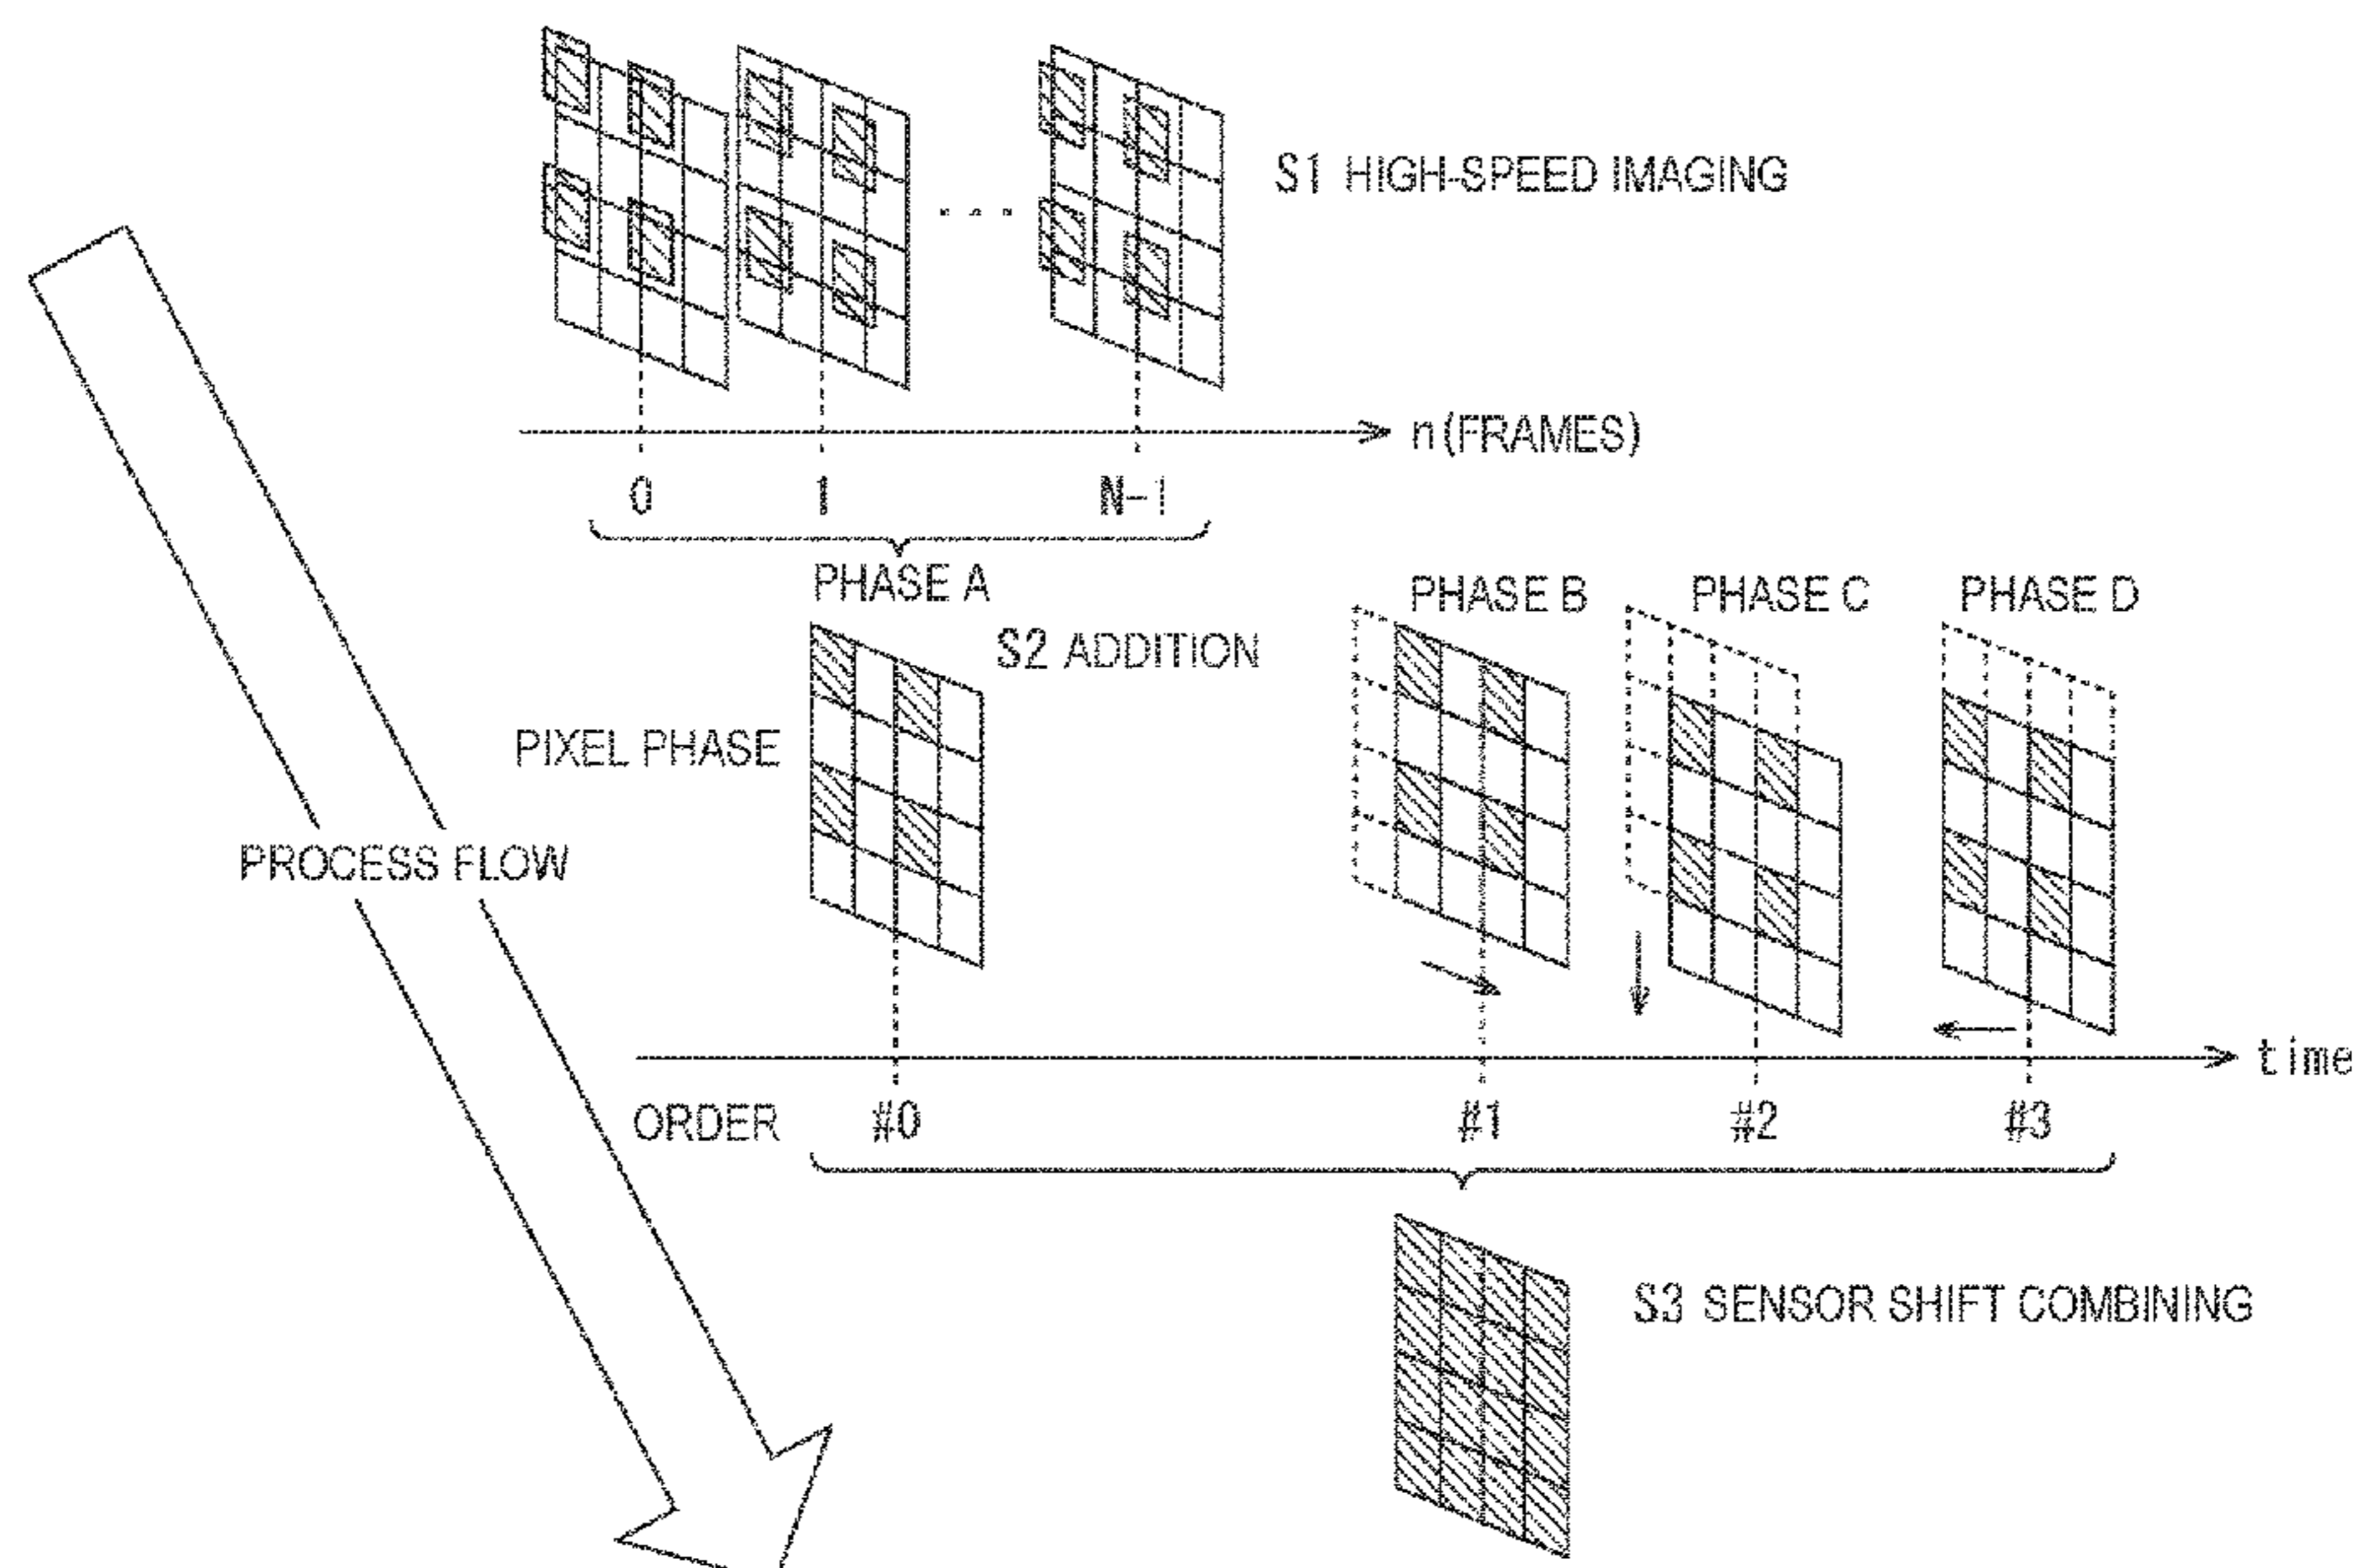 S1 HIGH-SPEED IMAGING
...
n(FRAMES)
0 1 N-1
PHASE A
PHASE B PHASE C PHASE D
S2 ADDITION
PIXEL PHASE
PROCESS FLOW
time
ORDER #0 #1 #2 #3
S3 SENSOR SHIFT COMBINING